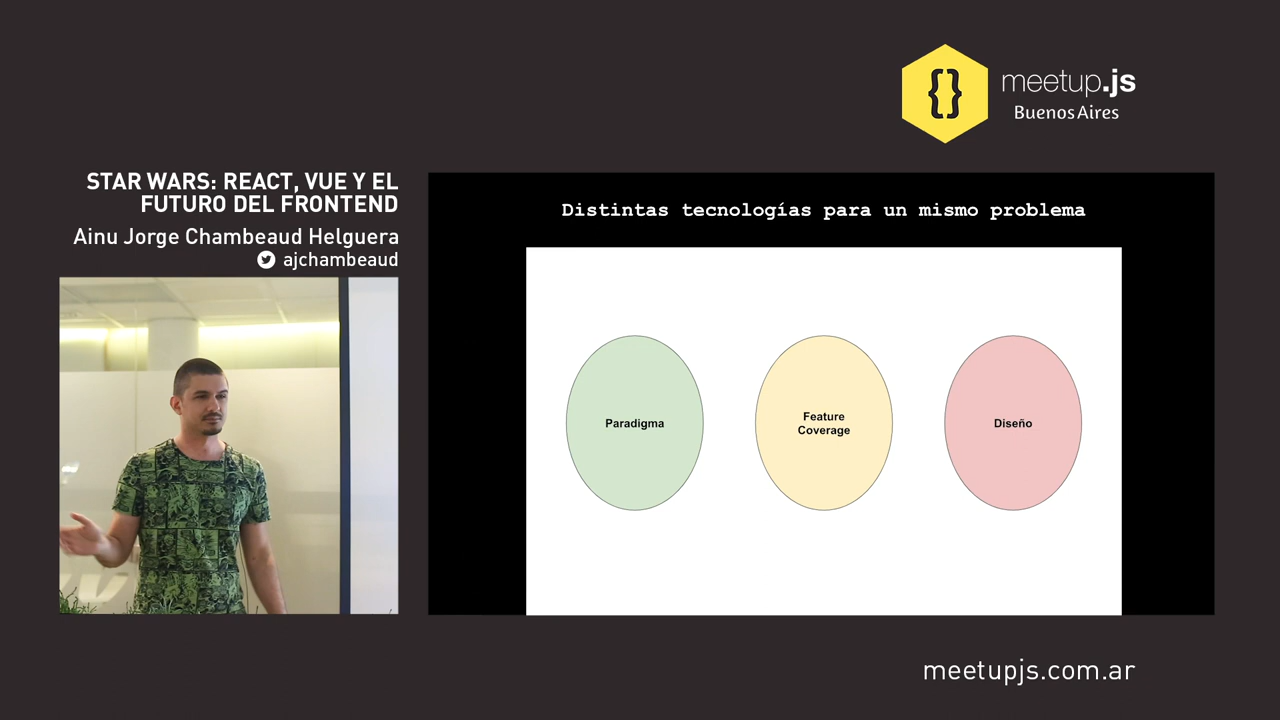 {}
meetup.js
Buenos Aires
STAR WARS: REACT, VUE Y EL
FUTURO DEL FRONTEND
Ainu Jorge Chambeaud Helguera
ajchambeaud
Distintas tecnologías para un mismo problema
Paradigma
Feature
Coverage
Diseño
meetupjs.com.ar